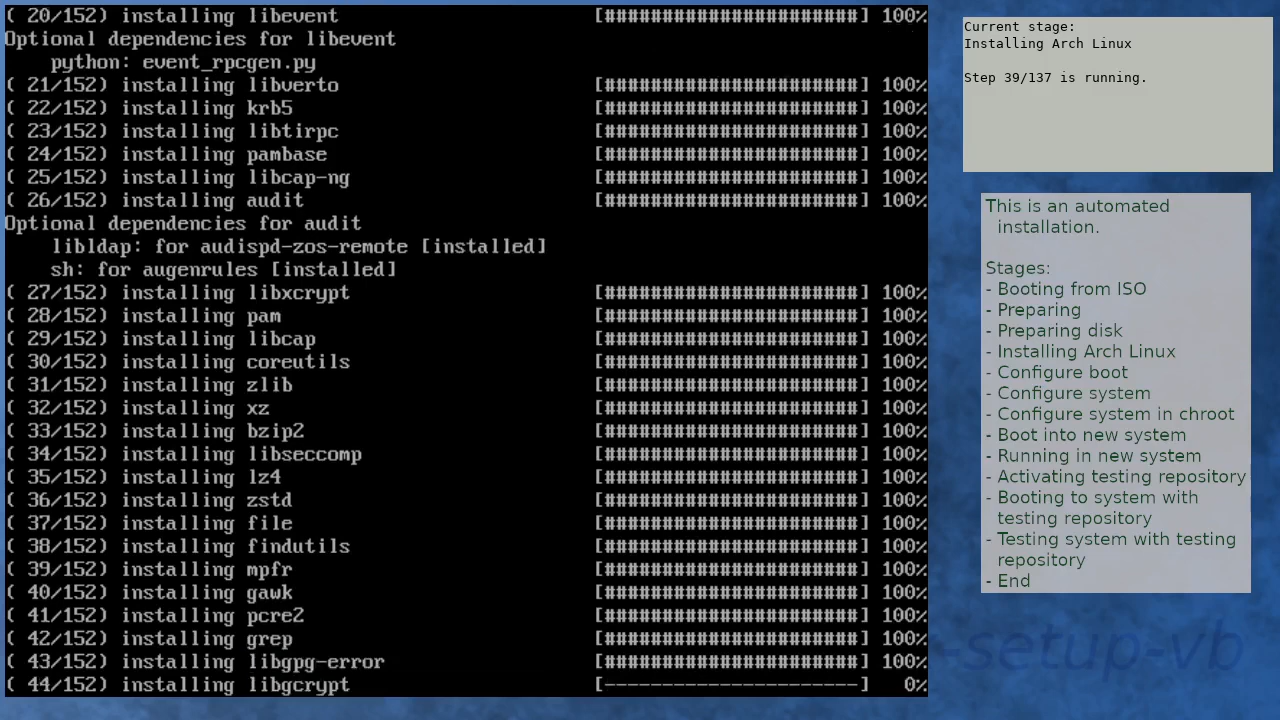 ( 20/152) installing libevent [######################] 100%
Optional dependencies for libevent
    python: event_rpcgen.py
( 21/152) installing libverto [######################] 100%
( 22/152) installing krb5 [######################] 100%
( 23/152) installing libtirpc [######################] 100%
( 24/152) installing pambase [######################] 100%
( 25/152) installing libcap-ng [######################] 100%
( 26/152) installing audit [######################] 100%
Optional dependencies for audit
    libldap: for audispd-zos-remote [installed]
    sh: for augenrules [installed]
( 27/152) installing libxcrypt [######################] 100%
( 28/152) installing pam [######################] 100%
( 29/152) installing libcap [######################] 100%
( 30/152) installing coreutils [######################] 100%
( 31/152) installing zlib [######################] 100%
( 32/152) installing xz [######################] 100%
( 33/152) installing bzip2 [######################] 100%
( 34/152) installing libseccomp [######################] 100%
( 35/152) installing lz4 [######################] 100%
( 36/152) installing zstd [######################] 100%
( 37/152) installing file [######################] 100%
( 38/152) installing findutils [######################] 100%
( 39/152) installing mpfr [######################] 100%
( 40/152) installing gawk [######################] 100%
( 41/152) installing pcre2 [######################] 100%
( 42/152) installing grep [######################] 100%
( 43/152) installing libgpg-error [######################] 100%
( 44/152) installing libgcrypt [----------------------] 0%
Current stage:
Installing Arch Linux
Step 39/137 is running.
This is an automated
installation.
Stages:
- Booting from ISO
- Preparing
- Preparing disk
- Installing Arch Linux
- Configure boot
- Configure system
- Configure system in chroot
- Boot into new system
- Running in new system
- Activating testing repository
- Booting to system with
testing repository
- Testing system with testing
repository
- End
-setup-vb